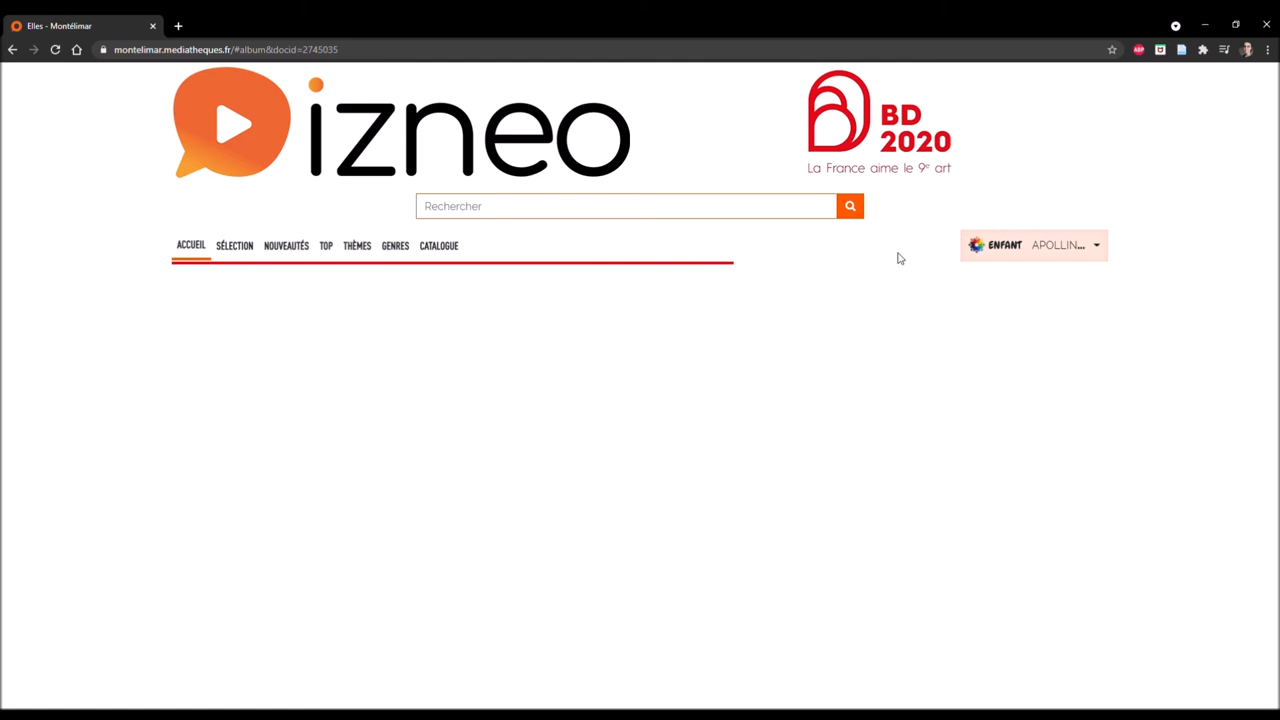 Elles - Montélimar
montelimar.mediatheques.fr/#album&docid=2745035
ABP
izneo
BD
2020
La France aime le 9e art
Rechercher
ACCUEIL SÉLECTION NOUVEAUTÉS TOP THÈMES GENRES CATALOGUE
ENFANT APOLLIN...